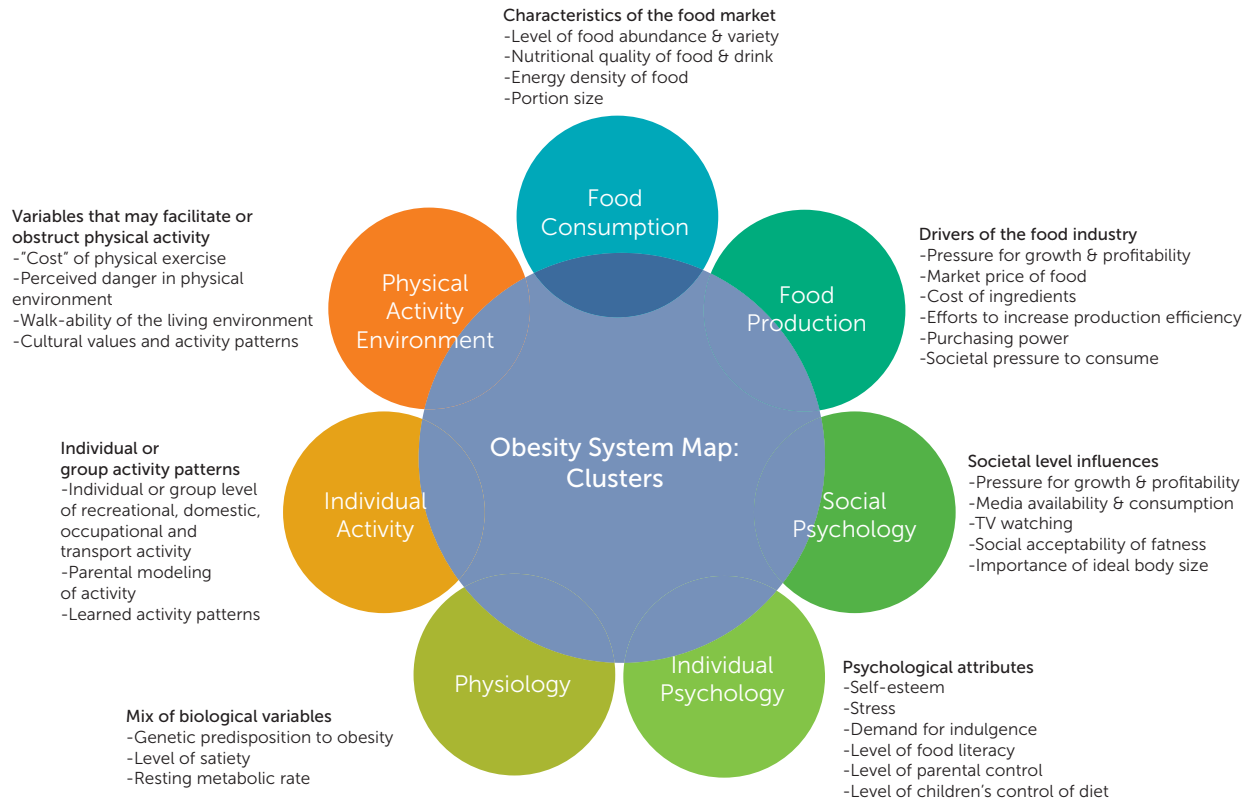 Characteristics of the food market
-Level of food abundance & variety
-Nutritional quality of food & drink
-Energy density of food
-Portion size
Food
Consumption
Variables that may facilitate or
obstruct physical activity
-"Cost" of physical exercise
-Perceived danger in physical
environment
-Walk-ability of the living environment
-Cultural values and activity patterns
Physical
Activity
Environment
Food
Production
Drivers of the food industry
-Pressure for growth & profitability
-Market price of food
-Cost of ingredients
-Efforts to increase production efficiency
-Purchasing power
-Societal pressure to consume
Obesity System Map:
Clusters
Individual or
group activity patterns
-Individual or group level
of recreational, domestic,
occupational and
transport activity
-Parental modeling
of activity
-Learned activity patterns
Individual
Activity
Social
Psychology
Societal level influences
-Pressure for growth & profitability
-Media availability & consumption
-TV watching
-Social acceptability of fatness
-Importance of ideal body size
Physiology
Mix of biological variables
-Genetic predisposition to obesity
-Level of satiety
-Resting metabolic rate
Individual
Psychology
Psychological attributes
-Self-esteem
-Stress
-Demand for indulgence
-Level of food literacy
-Level of parental control
-Level of children's control of diet